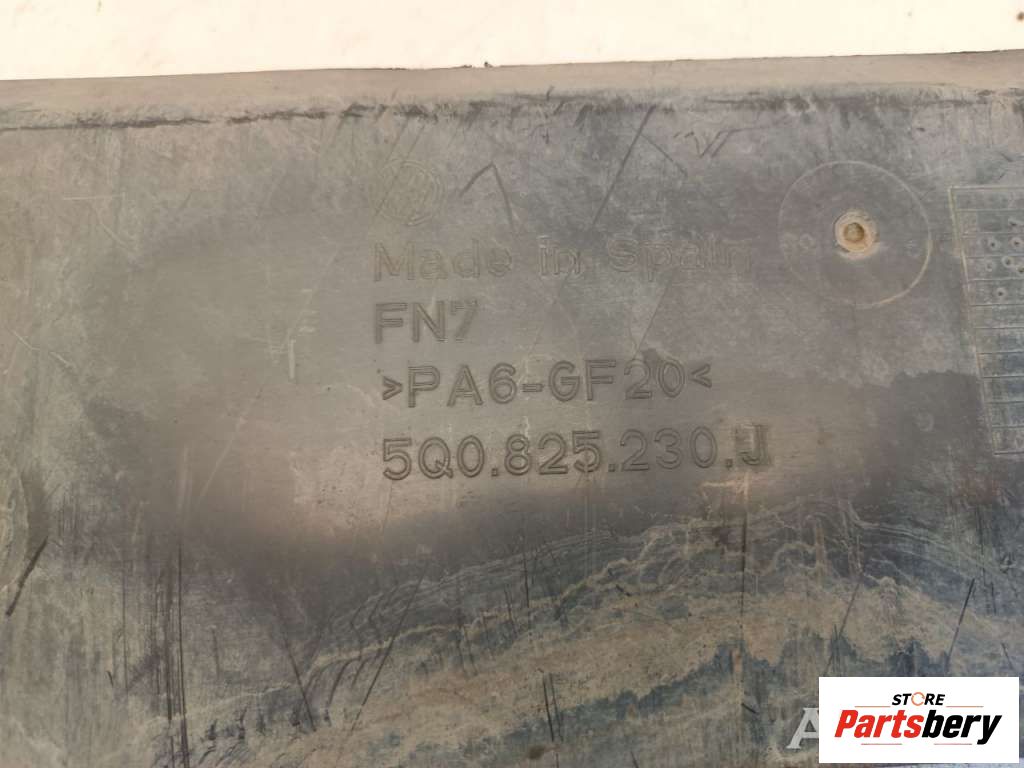 Made in Spain
FN7
>PA6-GF20<
5Q0.825.230.J
STORE
Partsbery